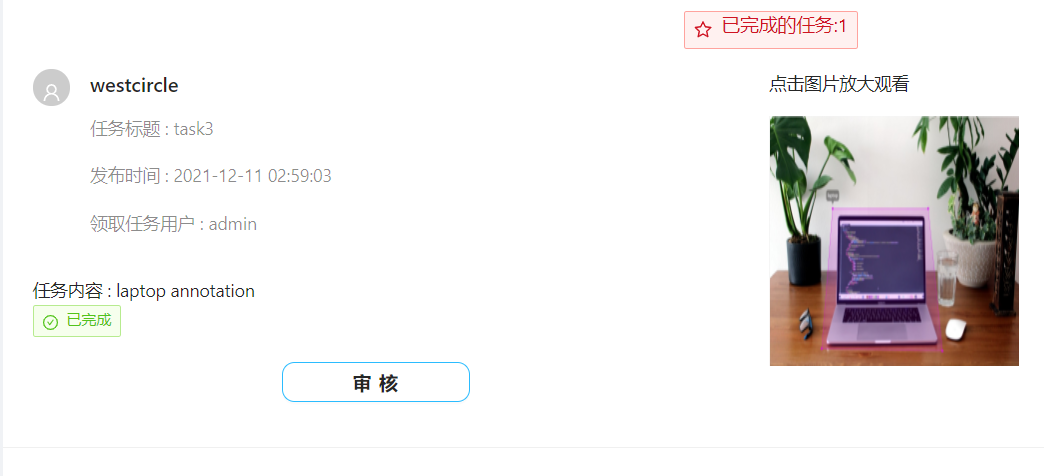 已完成的任务:1
westcircle
点击图片放大观看
任务标题 : task3
发布时间 : 2021-12-11 02:59:03
领取任务用户 : admin
任务内容 : laptop annotation
已完成
审 核